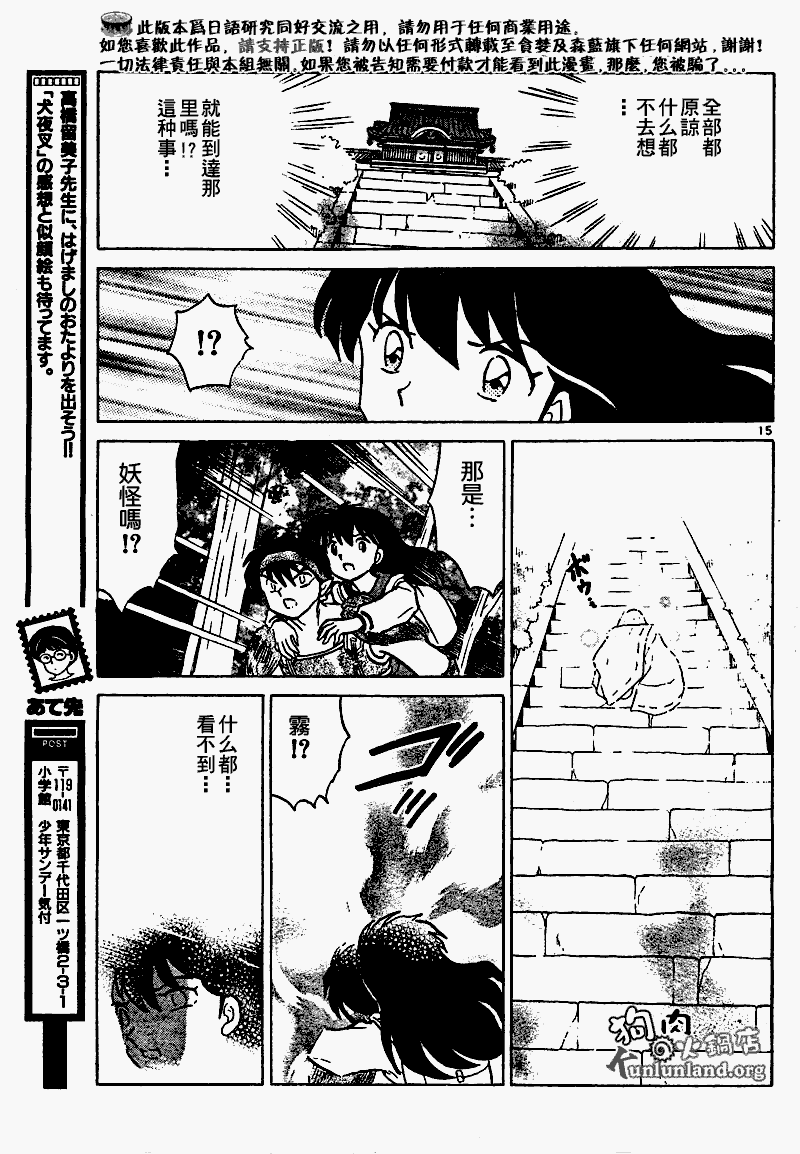 此版本爲日語研究同好交流之用，請勿用于任何商業用途。
如您喜歡此作品，請支持正版！請勿以任何形式轉載至貪婪及森藍旗下任何網站，謝謝！
一切法律責任與本組無關。如果您被告知需要付款才能看到此漫畫，那麽，您被騙了。。。
全部都
原諒
什么都
不去想
…
就能到達那
里嗎!?
這种事…
!?
15
那是…
妖怪嗎!?
ボウ…
霧!?
什么都…
看不到…
高橋留美子先生に、はげましのおたよりを出そう!!
「犬夜叉」の感想と似顔絵も待ってます。
あて先
POST
〒119-0141 東京都千代田区一ツ橋2-3-1
小学館 少年サンデー気付
狗肉
火鍋店
Kunlunland.org